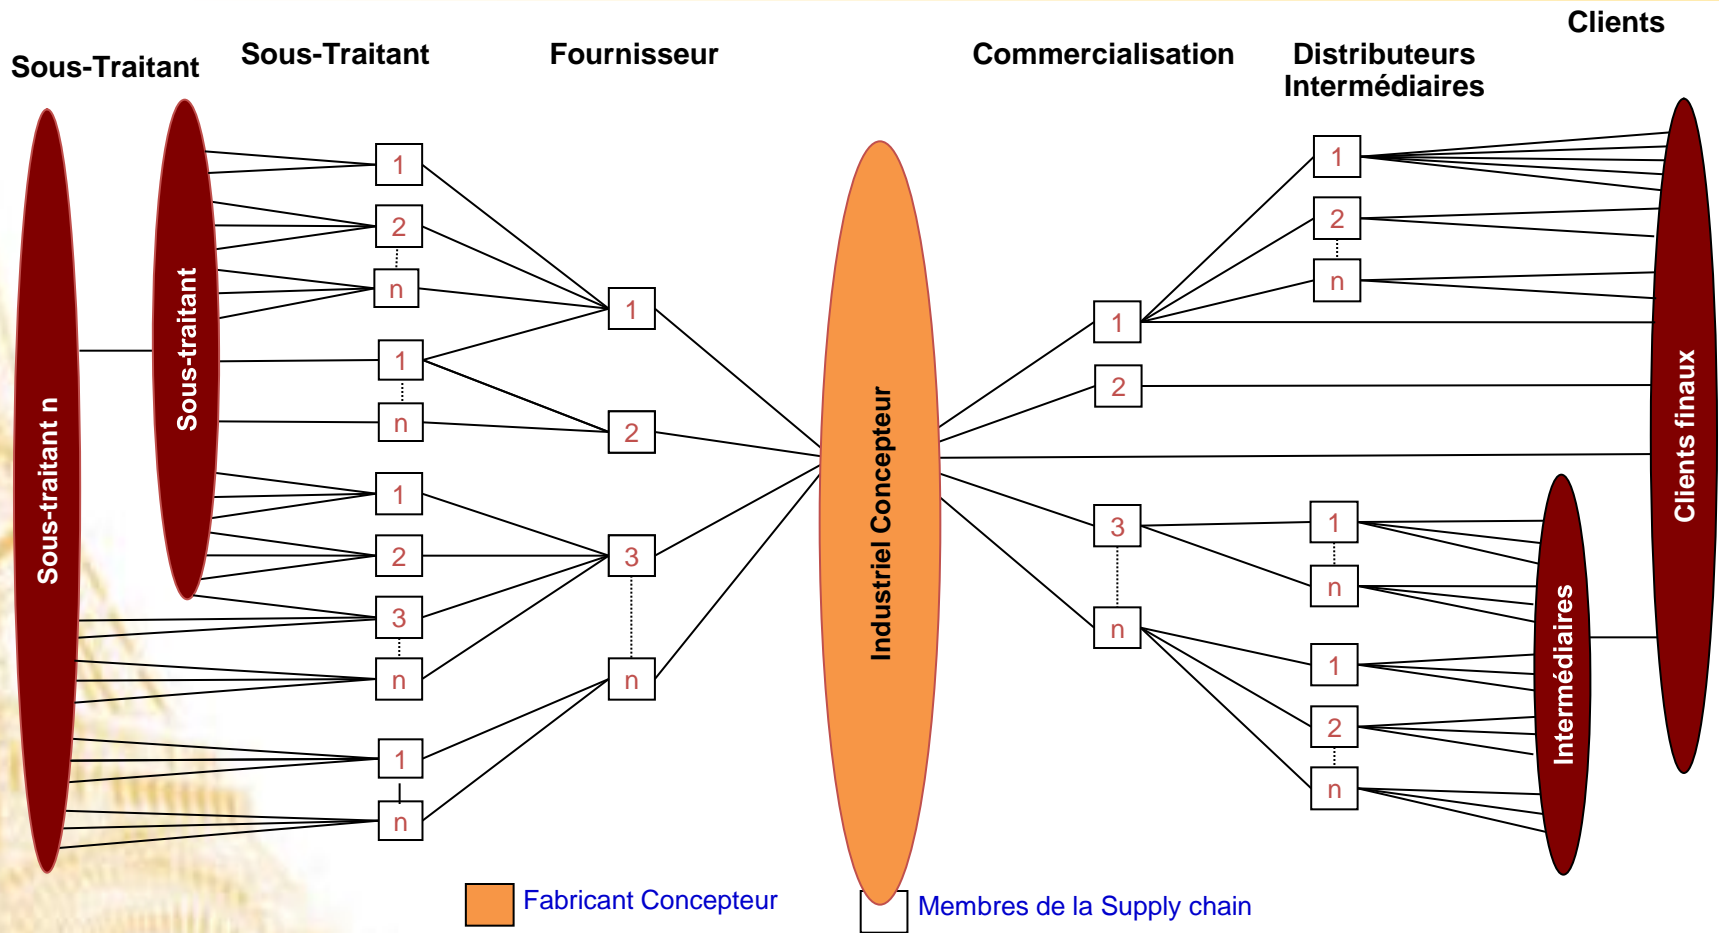 Clients
Sous-Traitant
Sous-Traitant
Fournisseur
Commercialisation
Distributeurs
Intermédiaires
Sous-traitant n
Sous-traitant
1
2
n
1
n
1
2
3
n
1
n
1
2
3
n
Industriel Concepteur
1
2
3
n
1
2
n
1
n
1
2
n
Intermédiaires
Clients finaux
Fabricant Concepteur
Membres de la Supply chain